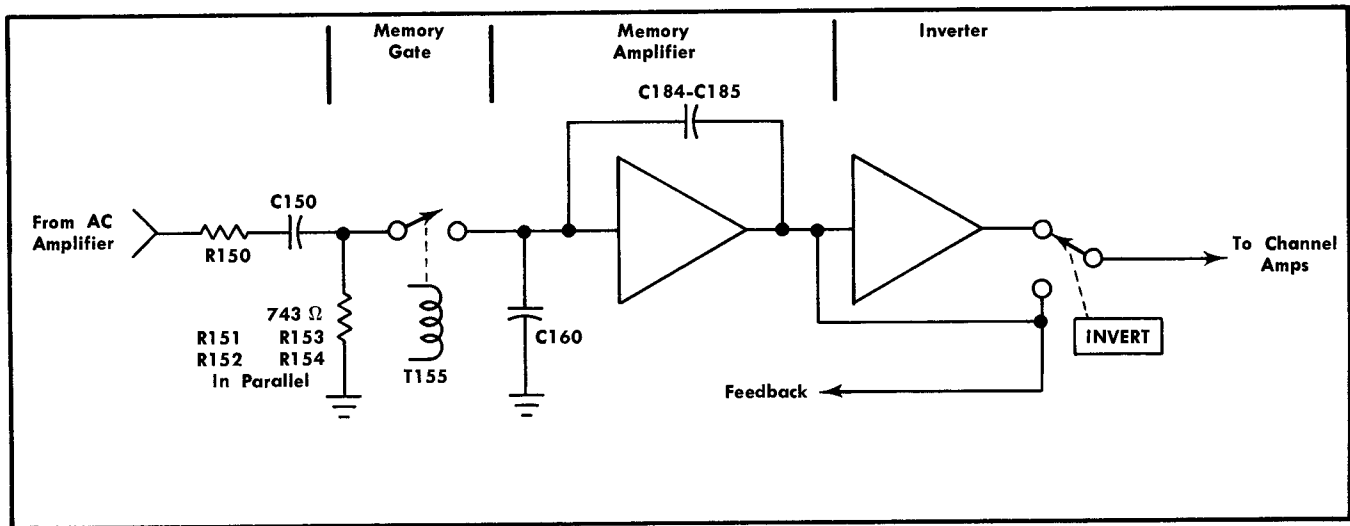 Memory
Gate
Memory
Amplifier
Inverter
C184-C185
From AC
Amplifier
R150
C150
743 Ω
R151 R153
R152 R154
In Parallel
T155
C160
To Channel
Amps
INVERT
Feedback